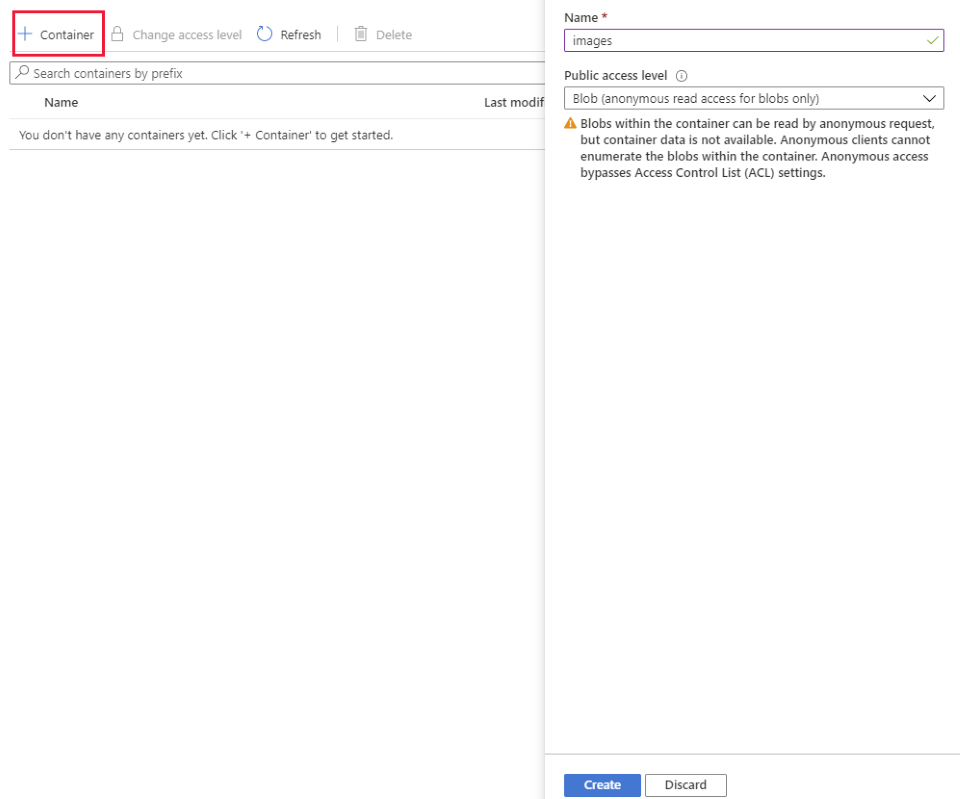 Container
Change access level
Refresh
Delete
Search containers by prefix
Name
Last modif
You don't have any containers yet. Click '+ Container' to get started.
Name *
images
Public access level
Blob (anonymous read access for blobs only)
Blobs within the container can be read by anonymous request,
but container data is not available. Anonymous clients cannot
enumerate the blobs within the container. Anonymous access
bypasses Access Control List (ACL) settings.
Create
Discard